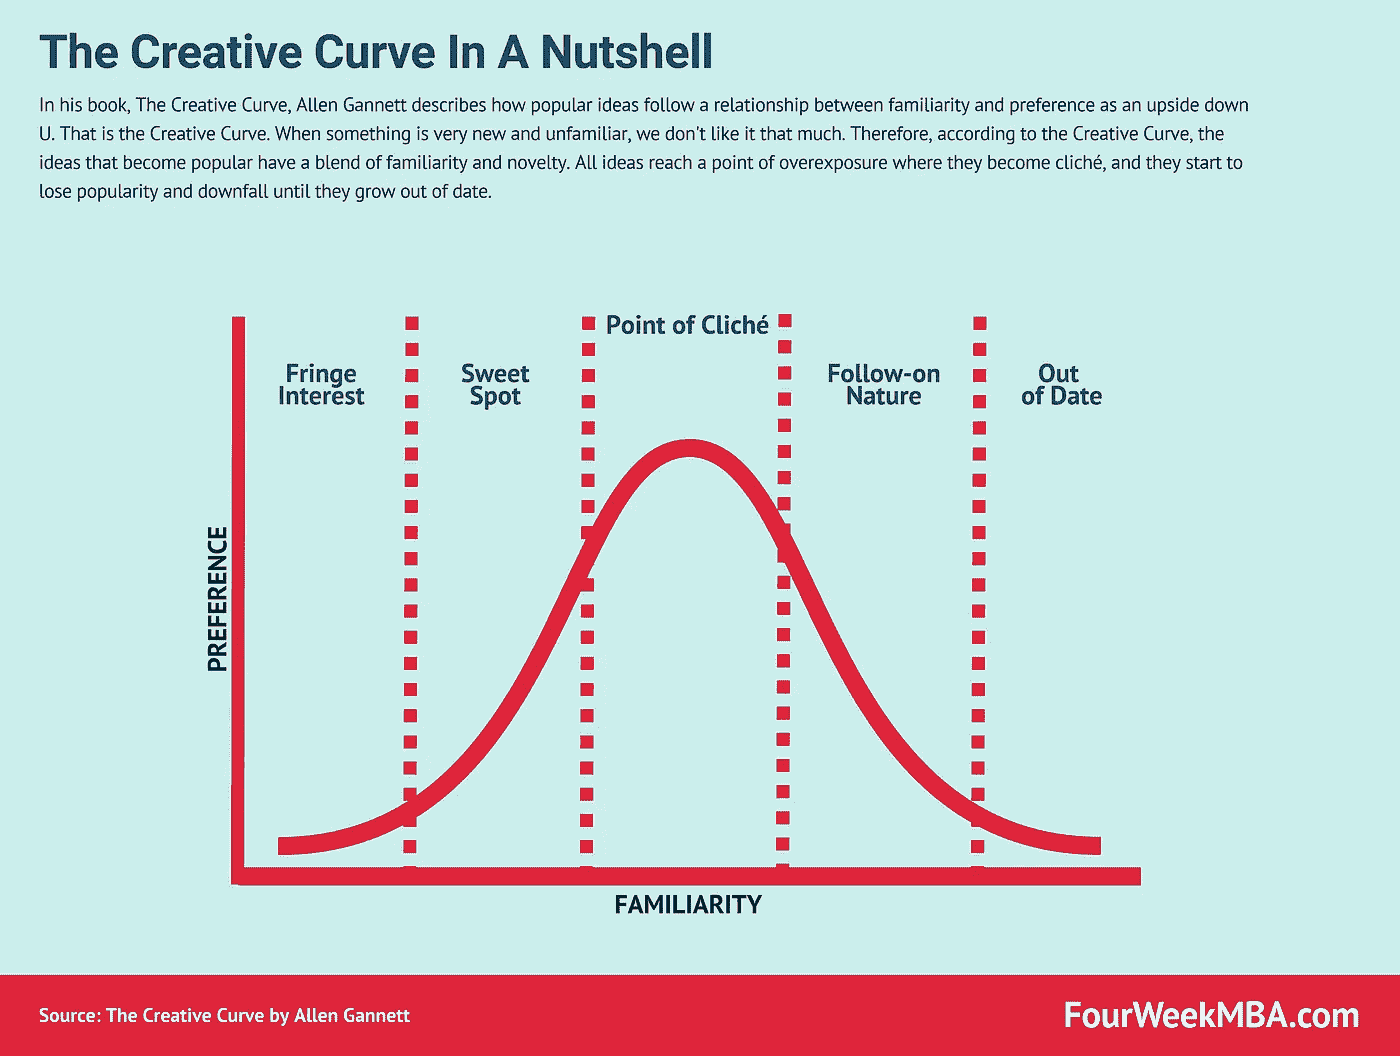 The Creative Curve In A Nutshell
In his book, The Creative Curve, Allen Gannett describes how popular ideas follow a relationship between familiarity and preference as an upside down
U. That is the Creative Curve. When something is very new and unfamiliar, we don't like it that much. Therefore, according to the Creative Curve, the
ideas that become popular have a blend of familiarity and novelty. All ideas reach a point of overexposure where they become cliché, and they start to
lose popularity and downfall until they grow out of date.
Point of Cliché
Fringe
Interest
Sweet
Spot
Follow-on
Nature
Out
of Date
PREFERENCE
FAMILIARITY
Source: The Creative Curve by Allen Gannett
FourWeekMBA.com